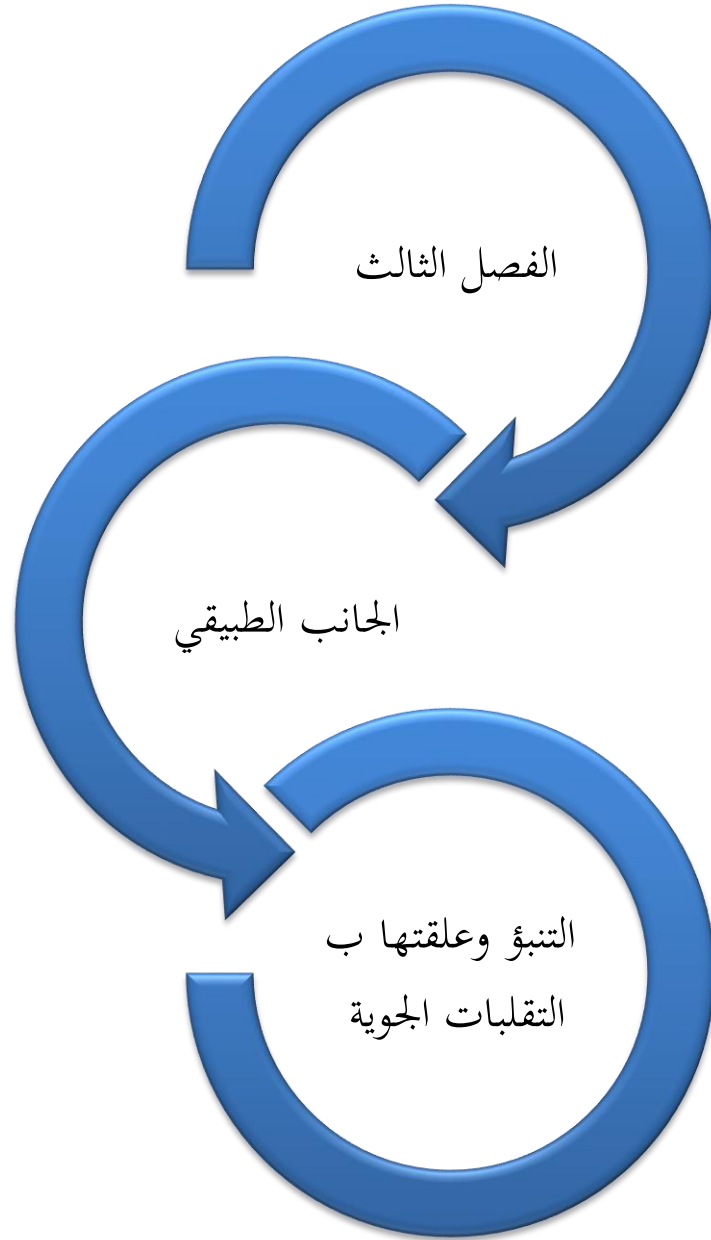 الفصل الثالث
الجانب الطبيقي
التنبؤ وعلقتها ب
التقلبات الجوية